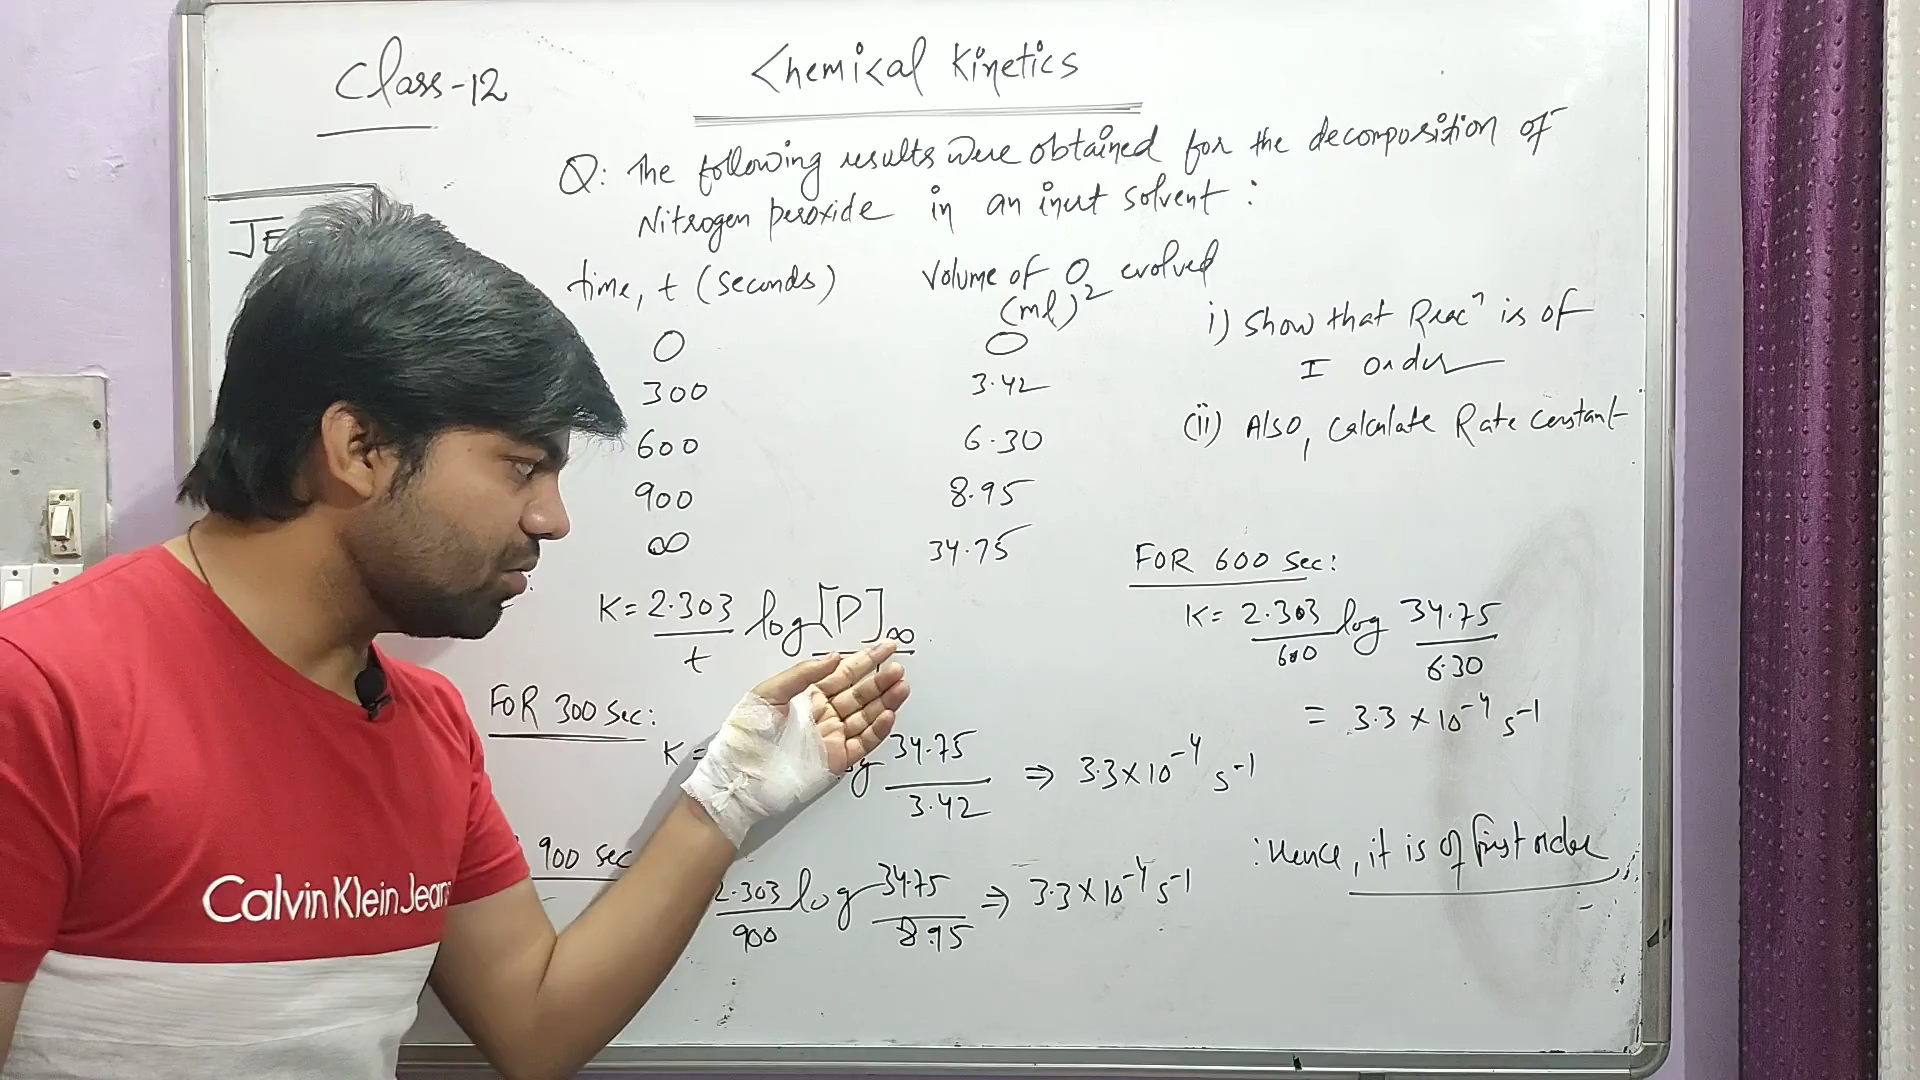 Class-12
Chemical Kinetics
Q: The following results were obtained for the decomposition of
Nitrogen peroxide in an inert solvent :
time, t (seconds) Volume of O2 evolved
(ml)
0 0
300 3.42
600 6.30
900 8.95
∞ 34.75
i) Show that Reacⁿ is of
I order
(ii) Also, Calculate Rate constant
K = 2.303/t log [P]∞
FOR 300 sec:
K = 34.75/3.42 ⇒ 3.3 × 10⁻⁴ s⁻¹
900 sec
2.303/900 log 34.75/8.95 ⇒ 3.3 × 10⁻⁴ s⁻¹
FOR 600 sec:
K = 2.303/600 log 34.75/6.30
= 3.3 × 10⁻⁴ s⁻¹
: Hence, it is of first order
Calvin Klein Jeans